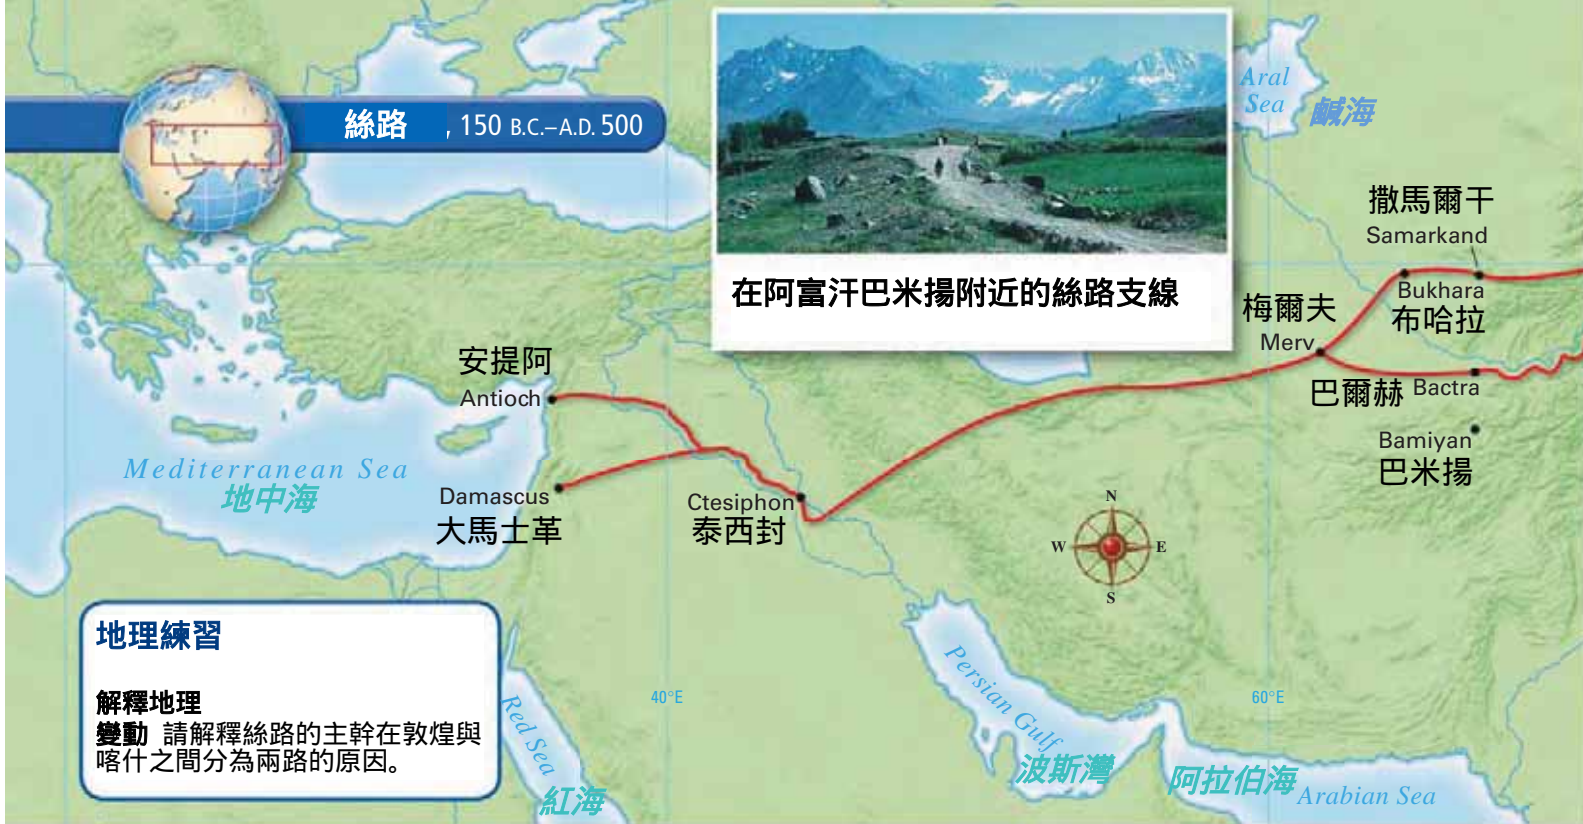 絲路 , 150 B.C.–A.D. 500
在阿富汗巴米揚附近的絲路支線
Aral
Sea
鹹海
撒馬爾干
Samarkand
Bukhara
布哈拉
梅爾夫
Merv
巴爾赫 Bactra
Bamiyan
巴米揚
安提阿
Antioch
Mediterranean Sea
地中海
Damascus
大馬士革
Ctesiphon
泰西封
N
W E
S
地理練習
解釋地理
變動 請解釋絲路的主幹在敦煌與
喀什之間分為兩路的原因。
Red Sea
紅海
40°E
60°E
Persian Gulf
波斯灣
阿拉伯海 Arabian Sea